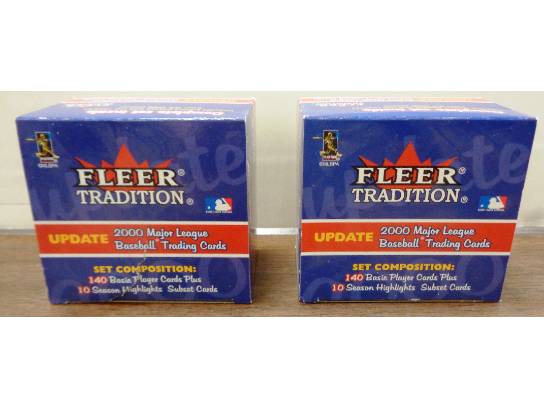 FLEER®
TRADITION®
UPDATE 2000 Major League
Baseball® Trading Cards
SET COMPOSITION:
140 Basic Player Cards Plus
10 Season Highlights Subset Cards
FLEER®
TRADITION®
UPDATE 2000 Major League
Baseball® Trading Cards
SET COMPOSITION:
140 Basic Player Cards Plus
10 Season Highlights Subset Cards